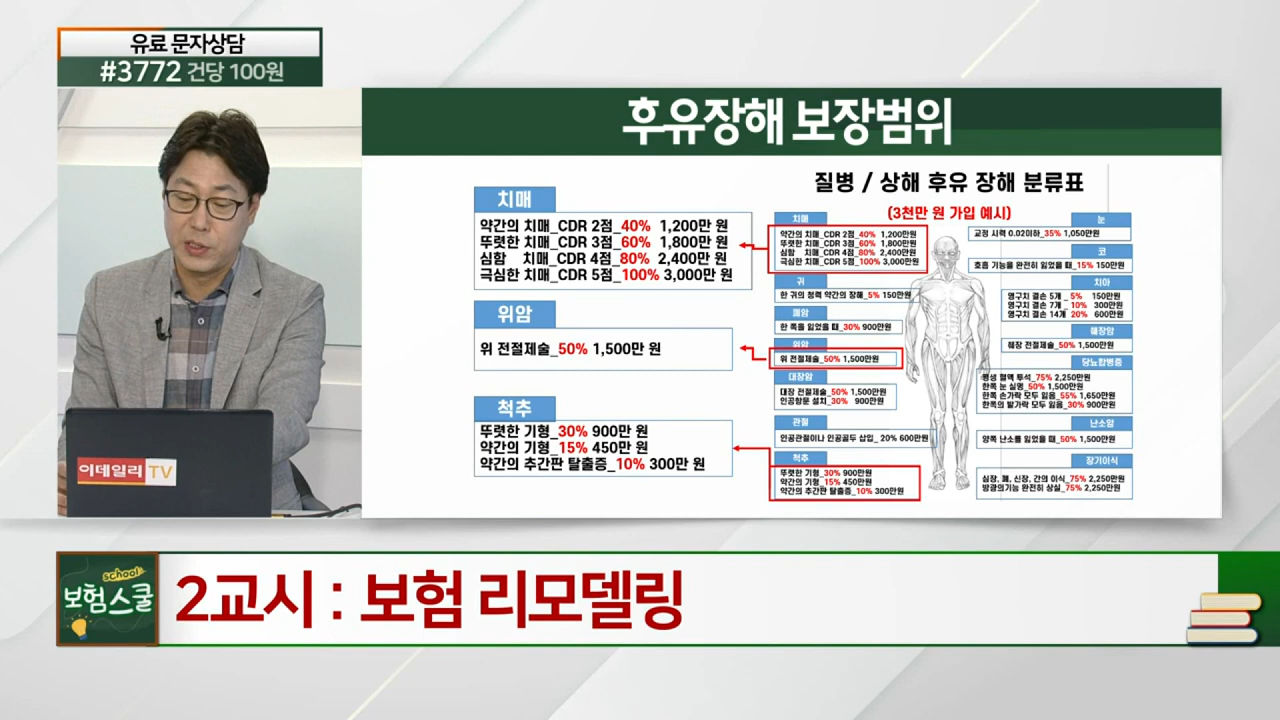 유료 문자상담
#3772 건당 100원
후유장해 보장범위
치매
약간의 치매_CDR 2점_40% 1,200만 원
뚜렷한 치매_CDR 3점_60% 1,800만 원
심함 치매_CDR 4점_80% 2,400만 원
극심한 치매_CDR 5점_100% 3,000만 원
위암
위 전절제술_50% 1,500만 원
척추
뚜렷한 기형_30% 900만 원
약간의 기형_15% 450만 원
약간의 추간판 탈출증_10% 300만 원
질병 / 상해 후유 장해 분류표
(3천만 원 가입 예시)
치매
약간의 치매_CDR 2점_40% 1,200만원
뚜렷한 치매_CDR 3점_60% 1,800만원
심함 치매_CDR 4점_80% 2,400만원
극심한 치매_CDR 5점_100% 3,000만원
귀
한 귀의 청력 약간의 장해_5% 150만원
폐암
한 쪽을 잃었을 때_30% 900만원
위암
위 전절제술_50% 1,500만원
대장암
대장 전절제술_50% 1,500만원
인공항문 설치_30% 900만원
관절
인공관절이나 인공골두 삽입_ 20% 600만원
척추
뚜렷한 기형_30% 900만원
약간의 기형_15% 450만원
약간의 추간판 탈출증_10% 300만원
눈
교정 시력 0.02이하_35% 1,050만원
코
호흡 기능을 완전히 잃었을 때_15% 150만원
치아
영구치 결손 5개 _ 5% 150만원
영구치 결손 7개 _ 10% 300만원
영구치 결손 14개 20% 600만원
췌장암
췌장 전절제술_50% 1,500만원
당뇨합병증
평생 혈액 투석_75% 2,250만원
한쪽 눈 실명_50% 1,500만원
한쪽 손가락 모두 잃음_55% 1,650만원
한쪽의 발가락 모두 잃음_30% 900만원
난소암
양쪽 난소를 잃었을 때_50% 1,500만원
장기이식
심장, 폐, 신장, 간의 이식_75% 2,250만원
방광의기능 완전히 상실_75% 2,250만원
이데일리 TV
school
보험스쿨
2교시 : 보험 리모델링